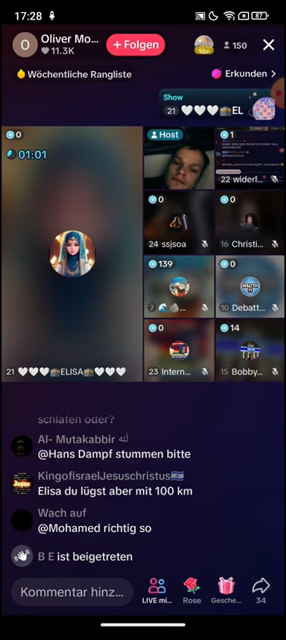 17:28
87
Oliver Mo...
11.3K
+ Folgen
10+
150
Wöchentliche Rangliste
Erkunden >
Show
21 🤍🤍🤍🕋EL
0
01:01
Host
1
22 widerl...
0
24 ssjsoa
0
16 Christi...
139
7
0
10 Debatt...
0
23 Intern...
14
15 Bobby...
21 🤍🤍🤍🕋ELISA🕋🤍🤍🤍
schlafen oder?
Al- Mutakabbir
@Hans Dampf stummen bitte
KingofisraelJesuschristus🇮🇱
Elisa du lügst aber mit 100 km
Wach auf
@Mohamed richtig so
B E ist beigetreten
Kommentar hinz...
LIVE mi...
Rose
Gesche...
34